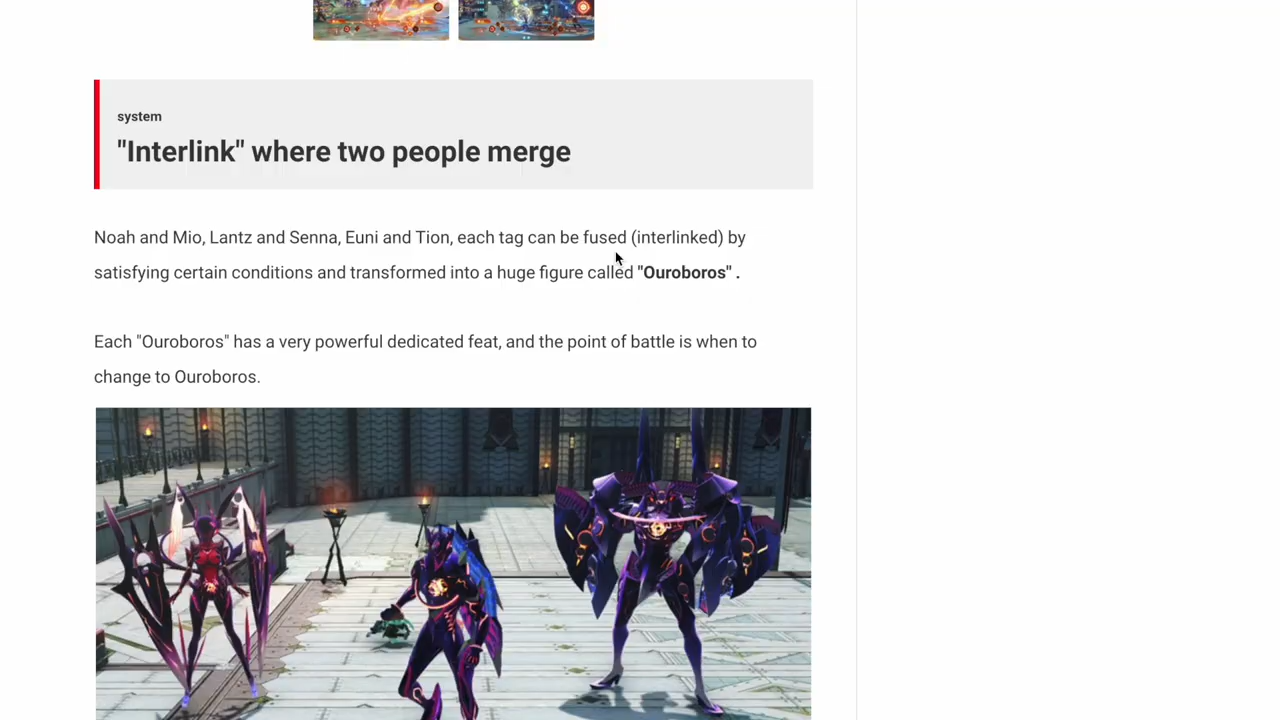 system
"Interlink" where two people merge
Noah and Mio, Lantz and Senna, Euni and Tion, each tag can be fused (interlinked) by
satisfying certain conditions and transformed into a huge figure called "Ouroboros" .
Each "Ouroboros" has a very powerful dedicated feat, and the point of battle is when to
change to Ouroboros.